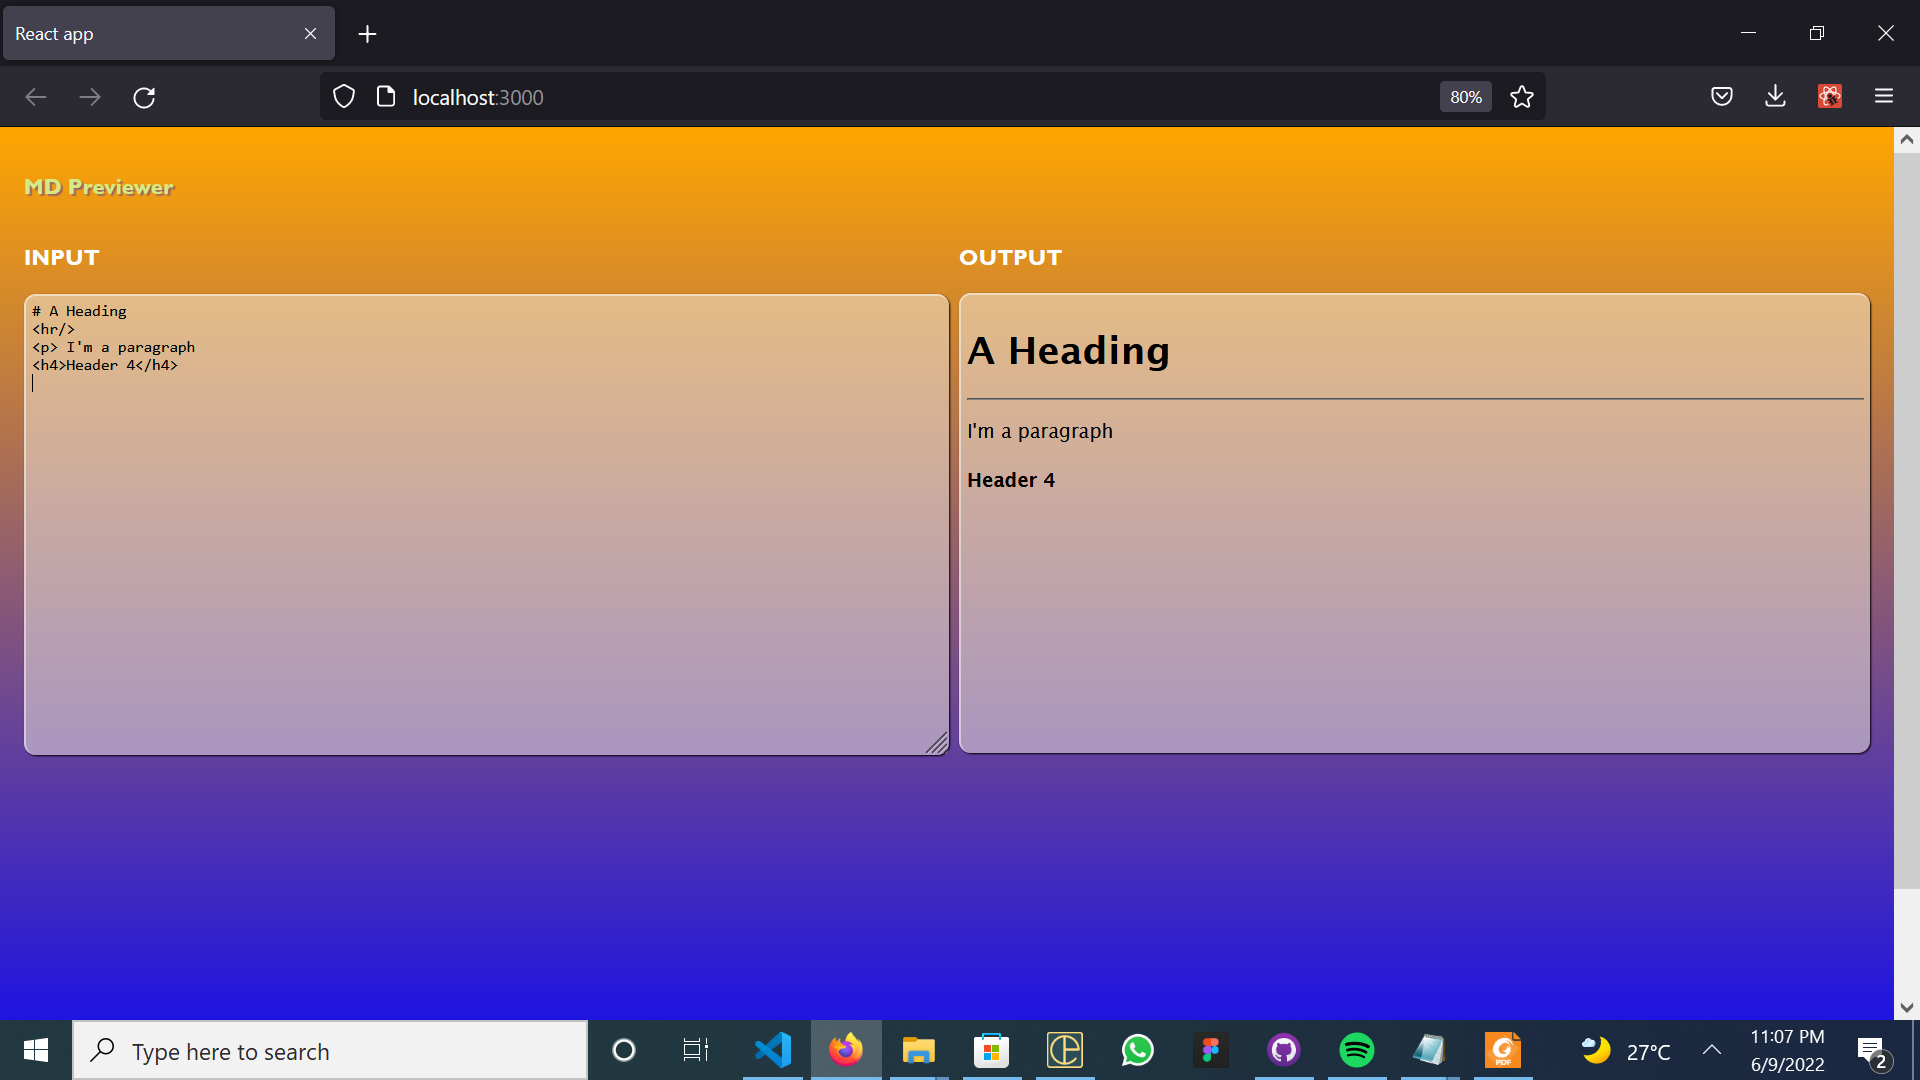 React app
localhost:3000
80%
MD Previewer
INPUT
OUTPUT
# A Heading
<hr/>
<p> I'm a paragraph
<h4>Header 4</h4>
A Heading
I'm a paragraph
Header 4
Type here to search
PDF
27°C
11:07 PM
6/9/2022
2